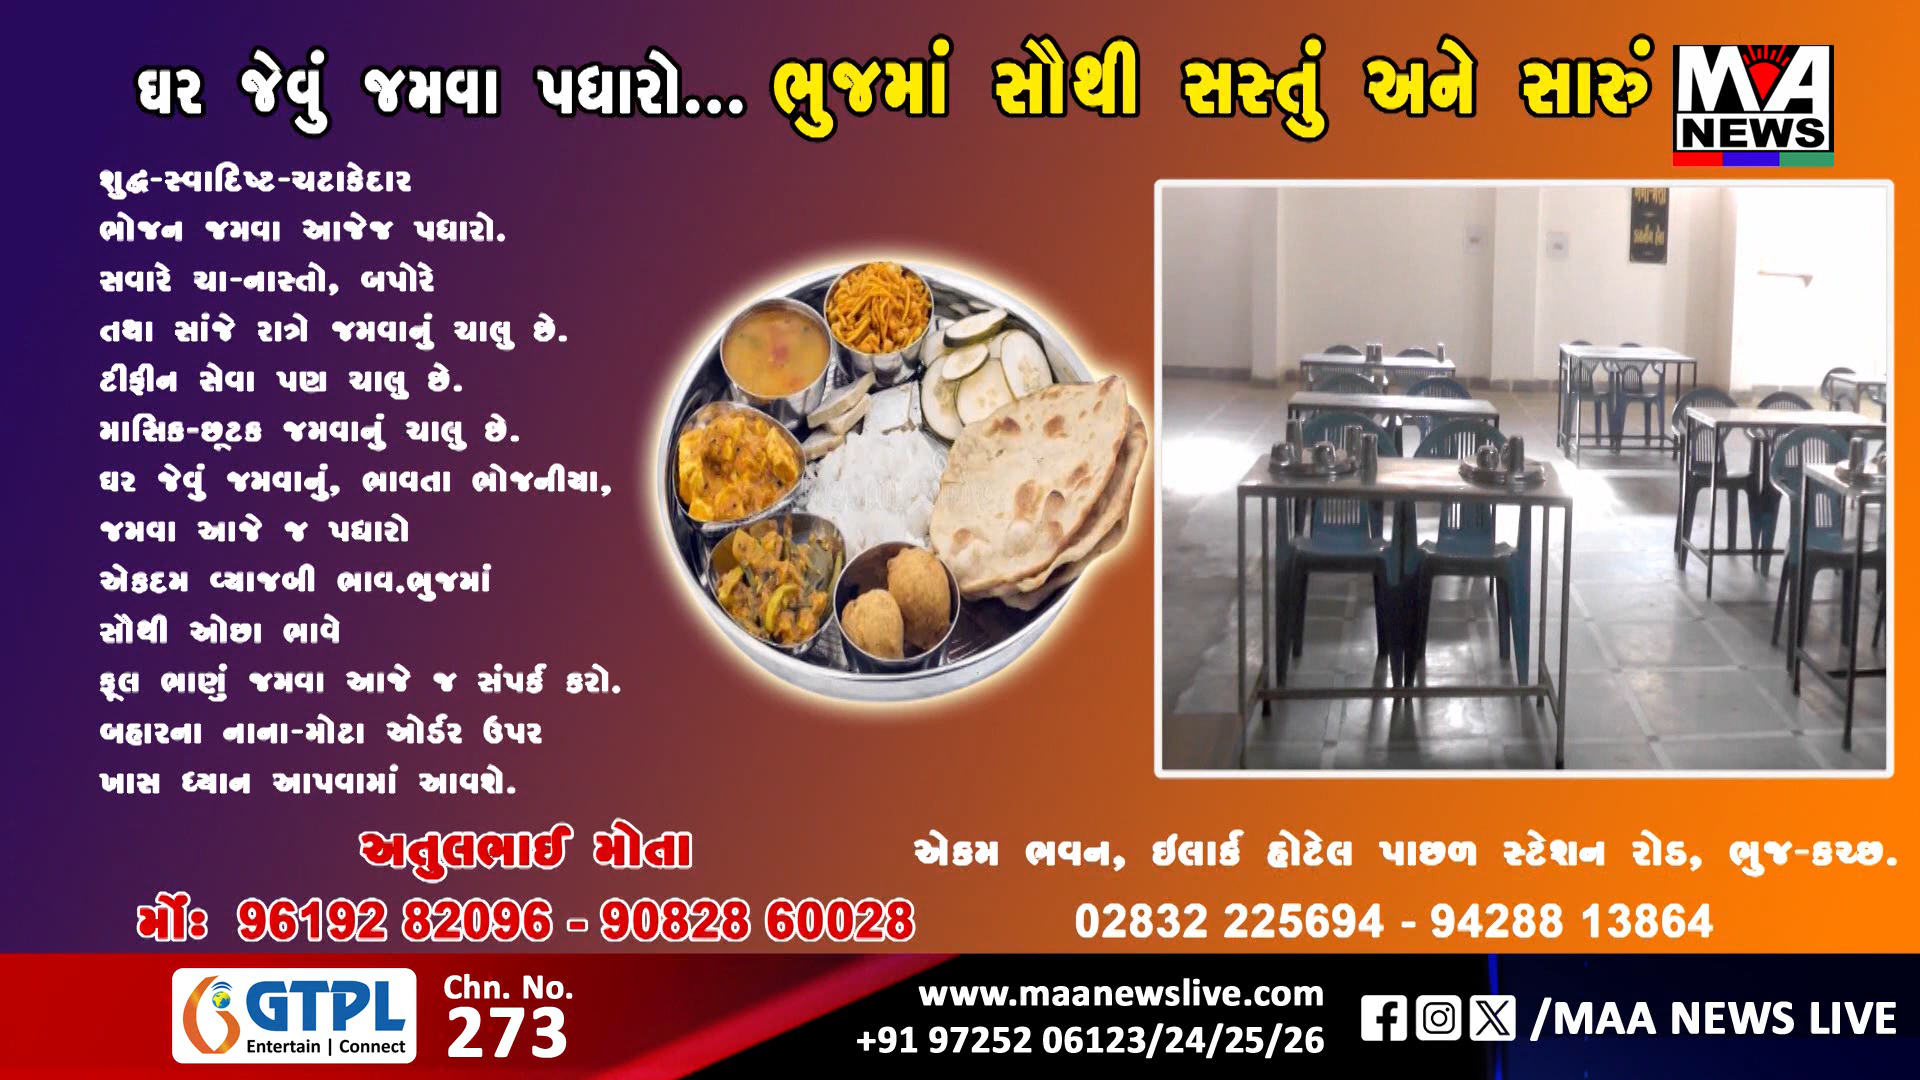 ઘર જેવું જમવા પધારો... ભુજમાં સૌથી સસ્તું અને સારું
MAA
NEWS
શુદ્ધ-સ્વાદિષ્ટ-ચટાકેદાર
ભોજન જમવા આજેજ પધારો.
સવારે ચા-નાસ્તો, બપોરે
તથા સાંજે રાત્રે જમવાનું ચાલુ છે.
ટીફીન સેવા પણ ચાલુ છે.
માસિક-છૂટક જમવાનું ચાલુ છે.
ઘર જેવું જમવાનું, ભાવતા ભોજનીયા,
જમવા આજે જ પધારો
એકદમ વ્યાજબી ભાવ.ભુજમાં
સૌથી ઓછા ભાવે
ફૂલ ભાણું જમવા આજે જ સંપર્ક કરો.
બહારના નાના-મોટા ઓર્ડર ઉપર
ખાસ ધ્યાન આપવામાં આવશે.
અતુલભાઈ મોતા
મોંઃ 96192 82096 - 90828 60028
એકમ ભવન, ઇલાર્ક હોટેલ પાછળ સ્ટેશન રોડ, ભુજ-કચ્છ.
02832 225694 - 94288 13864
GTPL
Entertain | Connect
Chn. No.
273
www.maanewslive.com
+91 97252 06123/24/25/26
/MAA NEWS LIVE